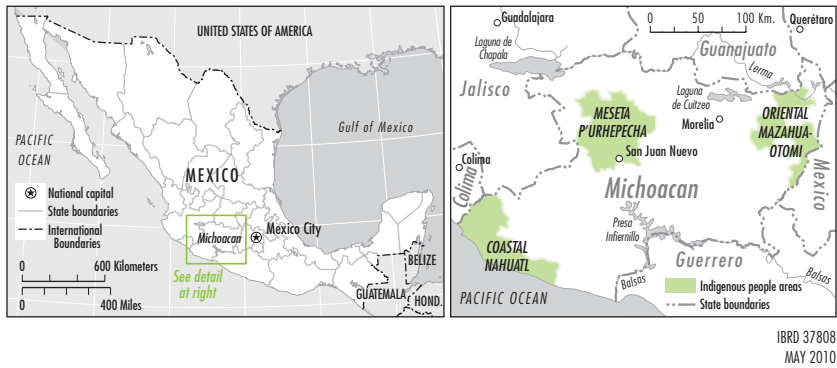 UNITED STATES OF AMERICA
PACIFIC
OCEAN
Gulf of Mexico
MEXICO
National capital
State boundaries
International
Boundaries
Michoacan
Mexico City
0 600 Kilometers
0 400 Miles
See detail
at right
BELIZE
GUATEMALA
HOND.
Guadalajara
0 50 100 Km.
Querétaro
Laguna de
Chapala
Guanajuato
Lerma
Jalisco
Laguna
de Cuitzeo
MESETA
P'URHEPECHA
Morelia
ORIENTAL
MAZAHUA-
OTOMI
San Juan Nuevo
Colima
Colima
Mexico
Michoacan
Presa
Infiernillo
COASTAL
NAHUATL
Guerrero
Balsas
Balsas
PACIFIC OCEAN
Indigenous people areas
State boundaries
IBRD 37808
MAY 2010